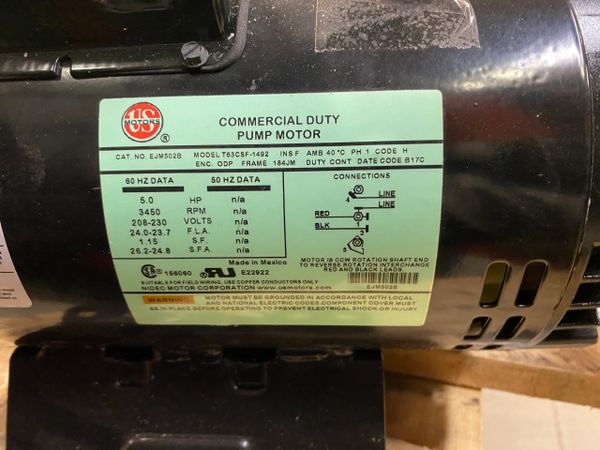 US
MOTORS
®
COMMERCIAL DUTY
PUMP MOTOR
CAT. NO. EJM502B MODEL T63CSF-1492 INS F AMB 40°C PH 1 CODE H
ENC. ODP FRAME 184JM DUTY CONT DATE CODE B17C
60 HZ DATA 50 HZ DATA
5.0 HP n/a
3450 RPM n/a
208-230 VOLTS n/a
24.0-23.7 F.L.A. n/a
1.15 S.F. n/a
26.2-24.8 S.F.A. n/a
CONNECTIONS
4 LINE
LINE
RED 1
BLK 3
5
Made in Mexico
156060 E22922
MOTOR IS CCW ROTATION SHAFT END
TO REVERSE ROTATION INTERCHANGE
RED AND BLACK LEADS.
SUITABLE FOR FIELD WIRING. USE COPPER CONDUCTORS ONLY
NIDEC MOTOR CORPORATION www.usmotors.com
EJM502B
WARNING: MOTOR MUST BE GROUNDED IN ACCORDANCE WITH LOCAL
AND NATIONAL ELECTRIC CODES.COMPONENT COVER MUST
BE IN PLACE BEFORE OPERATING TO PREVENT ELECTRICAL SHOCK OR INJURY